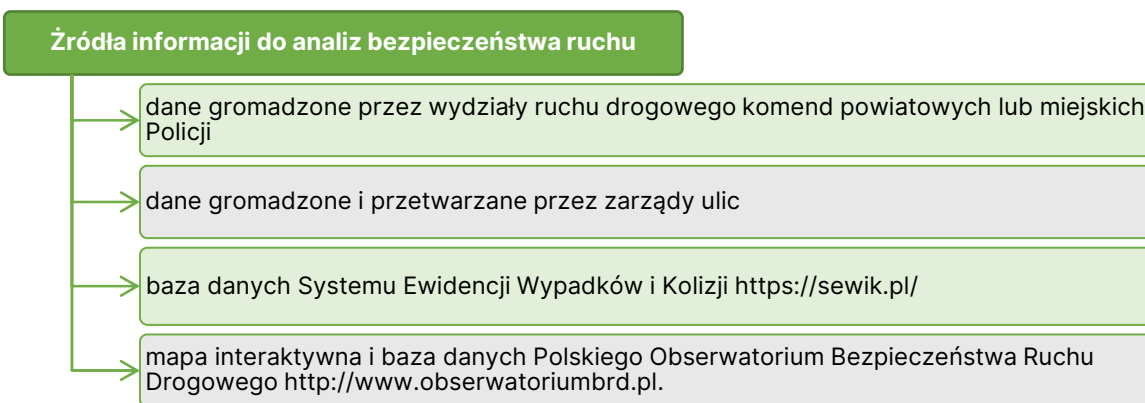 Żródła informacji do analiz bezpieczeństwa ruchu
dane gromadzone przez wydziały ruchu drogowego komend powiatowych lub miejskich
Policji
dane gromadzone i przetwarzane przez zarządy ulic
baza danych Systemu Ewidencji Wypadków i Kolizji https://sewik.pl/
mapa interaktywna i baza danych Polskiego Obserwatorium Bezpieczeństwa Ruchu
Drogowego http://www.obserwatoriumbrd.pl.